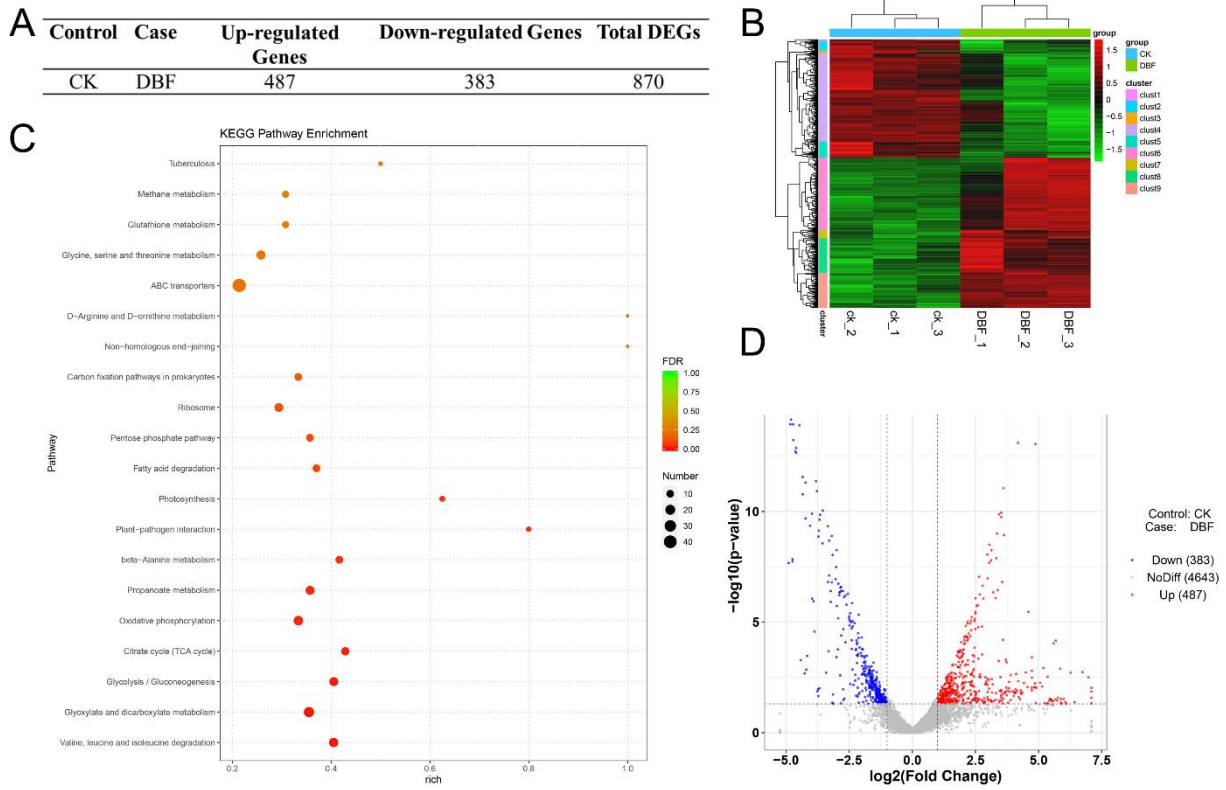 A
Control Case Up-regulated Genes Down-regulated Genes Total DEGs
CK DBF 487 383 870
B
group
1.5
1
0.5
0
−0.5
−1
−1.5
group
CK
DBF
cluster
clust1
clust2
clust3
clust4
clust5
clust6
clust7
clust8
clust9
cluster
ck_2
ck_1
ck_3
DBF_1
DBF_2
DBF_3
C
KEGG Pathway Enrichment
Pathway
Tuberculosis
Methane metabolism
Glutathione metabolism
Glycine, serine and threonine metabolism
ABC transporters
D−Arginine and D−ornithine metabolism
Non−homologous end−joining
Carbon fixation pathways in prokaryotes
Ribosome
Pentose phosphate pathway
Fatty acid degradation
Photosynthesis
Plant−pathogen interaction
beta−Alanine metabolism
Propanoate metabolism
Oxidative phosphorylation
Citrate cycle (TCA cycle)
Glycolysis / Gluconeogenesis
Glyoxylate and dicarboxylate metabolism
Valine, leucine and isoleucine degradation
0.2 0.4 0.6 0.8 1.0
rich
FDR
1.00
0.75
0.50
0.25
0.00
Number
10
20
30
40
D
−log10(p−value)
10
5
0
−5.0 −2.5 0.0 2.5 5.0 7.5
log2(Fold Change)
Control: CK
Case: DBF
Down (383)
NoDiff (4643)
Up (487)